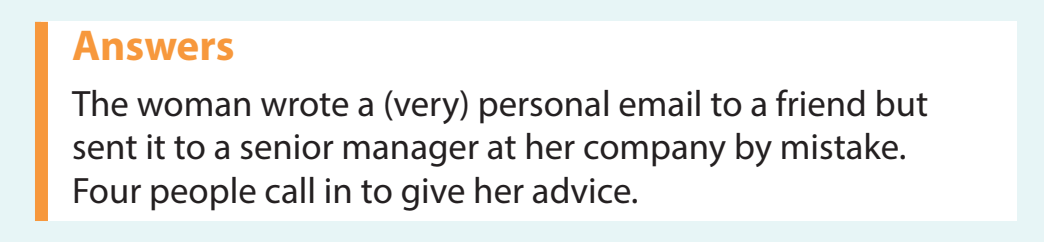 Answers
The woman wrote a (very) personal email to a friend but
sent it to a senior manager at her company by mistake.
Four people call in to give her advice.